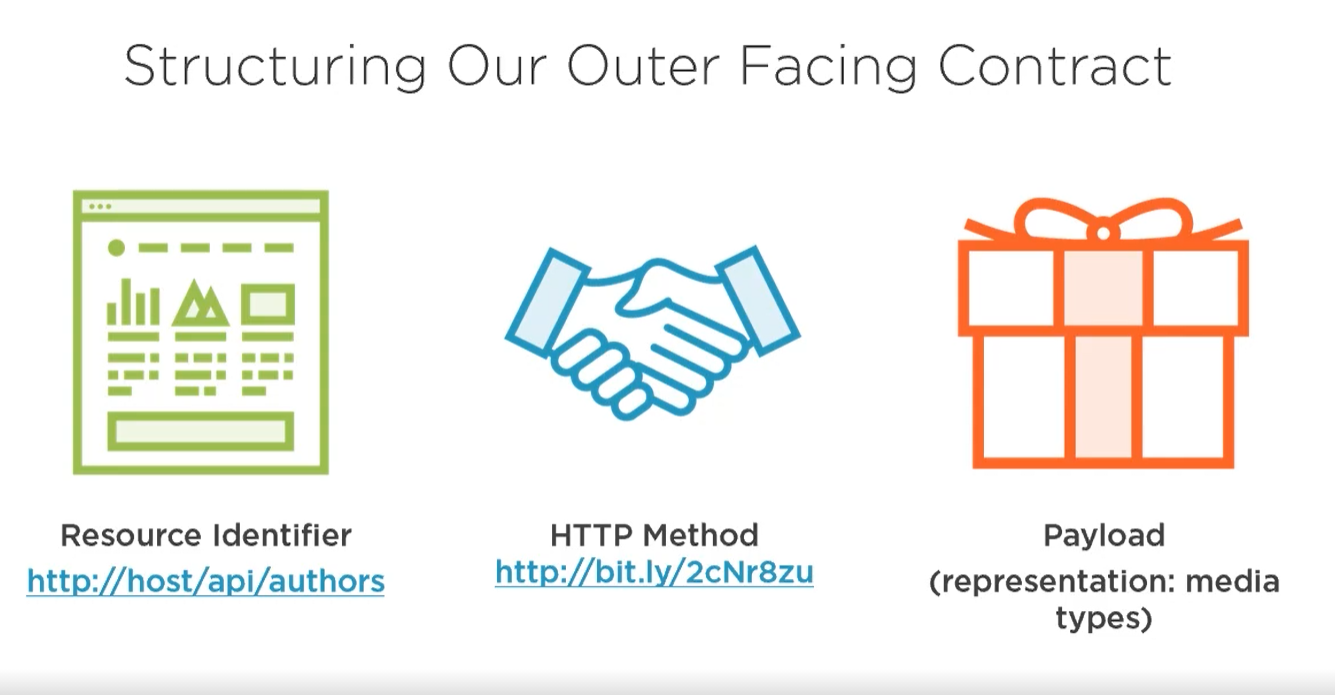 Structuring Our Outer Facing Contract
Resource Identifier
http://host/api/authors
HTTP Method
http://bit.ly/2cNr8zu
Payload
(representation: media
types)